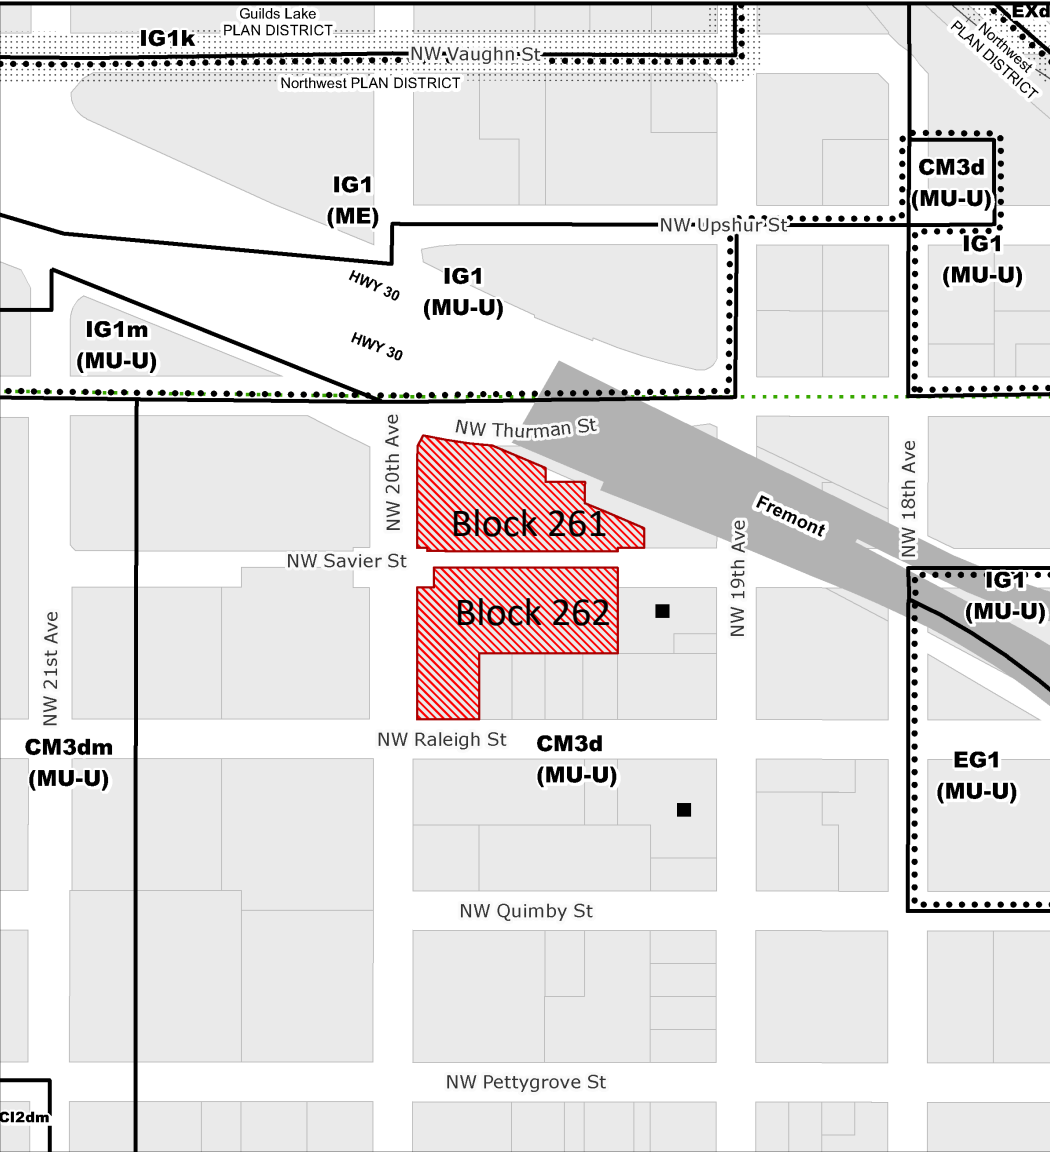 Guilds Lake
PLAN DISTRICT
EXd
IG1k
NW Vaughn St
Northwest
PLAN DISTRICT
Northwest PLAN DISTRICT
CM3d
(MU-U)
IG1
(ME)
NW Upshur St
IG1
(MU-U)
HWY 30
IG1
(MU-U)
IG1m
(MU-U)
HWY 30
NW 20th Ave
NW Thurman St
NW 18th Ave
Fremont
Block 261
NW 19th Ave
NW Savier St
IG1
(MU-U)
Block 262
NW 21st Ave
NW Raleigh St
CM3d
(MU-U)
CM3dm
(MU-U)
EG1
(MU-U)
NW Quimby St
NW Pettygrove St
CI2dm